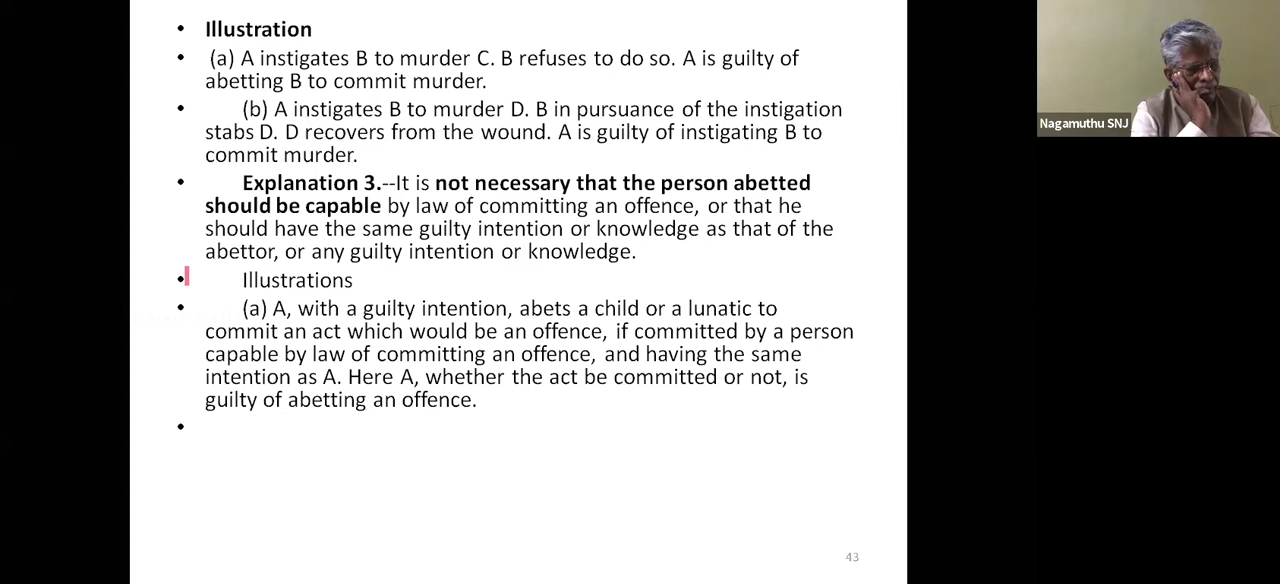 • Illustration
• (a) A instigates B to murder C. B refuses to do so. A is guilty of
abetting B to commit murder.
• (b) A instigates B to murder D. B in pursuance of the instigation
stabs D. D recovers from the wound. A is guilty of instigating B to
commit murder.
• Explanation 3.--It is not necessary that the person abetted
should be capable by law of committing an offence, or that he
should have the same guilty intention or knowledge as that of the
abettor, or any guilty intention or knowledge.
• Illustrations
• (a) A, with a guilty intention, abets a child or a lunatic to
commit an act which would be an offence, if committed by a person
capable by law of committing an offence, and having the same
intention as A. Here A, whether the act be committed or not, is
guilty of abetting an offence.
•
43
Nagamuthu SNJ